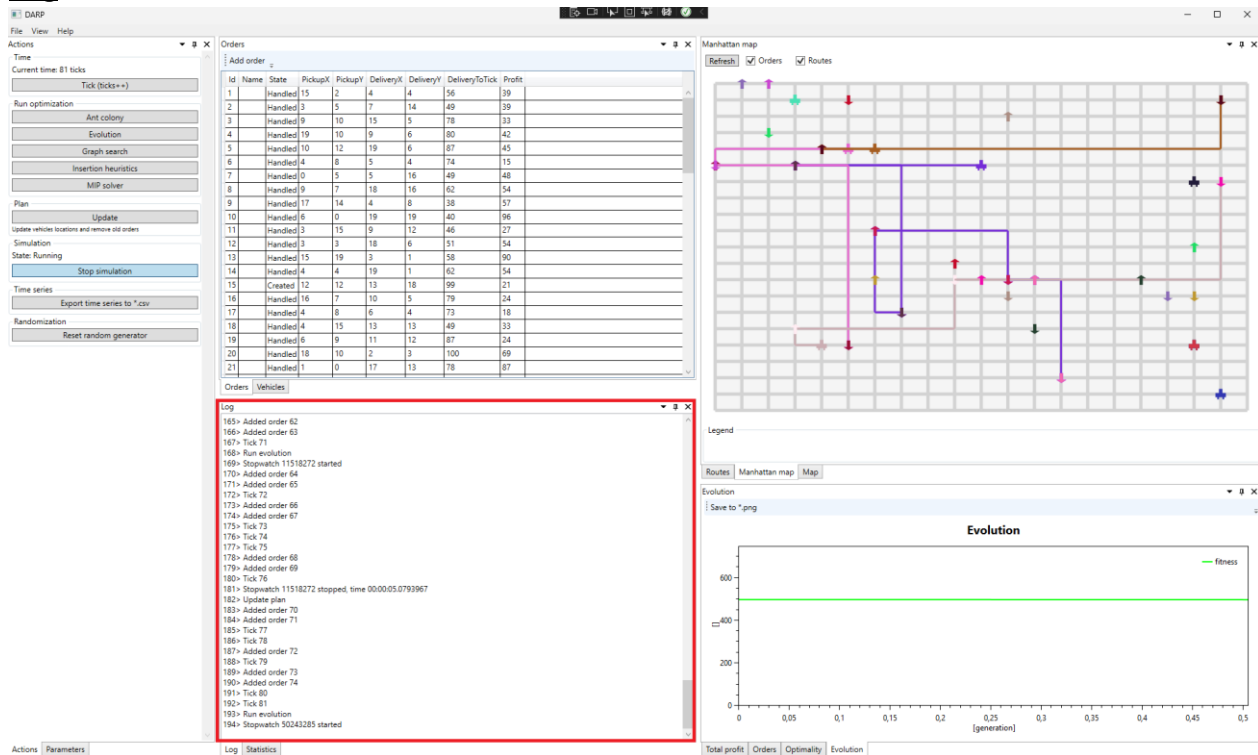 DARP
File View Help
Actions
Time
Current time: 81 ticks
Tick (ticks++)
Run optimization
Ant colony
Evolution
Graph search
Insertion heuristics
MIP solver
Plan
Update
Update vehicles locations and remove old orders
Simulation
State: Running
Stop simulation
Time series
Export time series to *.csv
Randomization
Reset random generator
Actions Parameters
Orders
Add order
Id Name State PickupX PickupY DeliveryX DeliveryY DeliveryToTick Profit
1 Handled 15 2 4 4 56 39
2 Handled 3 5 7 14 49 39
3 Handled 9 10 15 5 78 33
4 Handled 19 10 9 6 80 42
5 Handled 10 12 19 6 87 45
6 Handled 4 8 5 4 74 15
7 Handled 0 5 5 16 49 48
8 Handled 9 7 18 16 62 54
9 Handled 17 14 4 8 38 57
10 Handled 6 0 19 19 40 96
11 Handled 3 15 9 12 46 27
12 Handled 3 3 18 6 51 54
13 Handled 15 19 3 1 58 90
14 Handled 4 4 19 1 62 54
15 Created 12 12 13 18 99 21
16 Handled 16 7 10 5 79 24
17 Handled 4 8 6 4 73 18
18 Handled 4 15 13 13 49 33
19 Handled 6 9 11 12 87 24
20 Handled 18 10 2 3 100 69
21 Handled 1 0 17 13 78 87
Orders Vehicles
Log
165> Added order 62
166> Added order 63
167> Tick 71
168> Run evolution
169> Stopwatch 11518272 started
170> Added order 64
171> Added order 65
172> Tick 72
173> Added order 66
174> Added order 67
175> Tick 73
176> Tick 74
177> Tick 75
178> Added order 68
179> Added order 69
180> Tick 76
181> Stopwatch 11518272 stopped, time 00:00:05.0793967
182> Update plan
183> Added order 70
184> Added order 71
185> Tick 77
186> Tick 78
187> Added order 72
188> Tick 79
189> Added order 73
190> Added order 74
191> Tick 80
192> Tick 81
193> Run evolution
194> Stopwatch 50243285 started
Log Statistics
Manhattan map
Refresh Orders Routes
Legend
Routes Manhattan map Map
Evolution
Save to *.png
Evolution
fitness
600
400
200
0
[]
0 0,05 0,1 0,15 0,2 0,25 0,3 0,35 0,4 0,45 0,5
[generation]
Total profit Orders Optimality Evolution